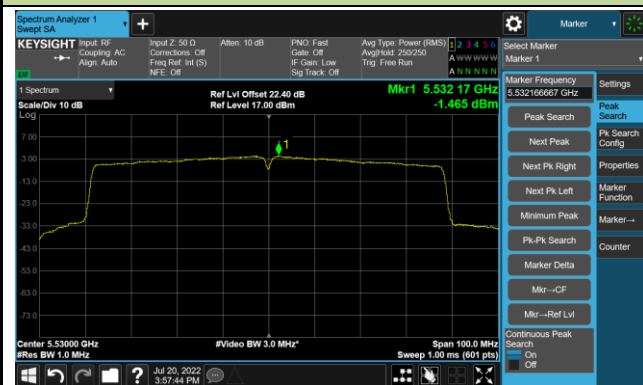 Spectrum Analyzer 1
Swept SA
Marker
KEYSIGHT
Input: RF
Coupling: AC
Align: Auto
Input Z: 50 Ω
Corrections: Off
Freq Ref: Int (S)
NFE: Off
Atten: 10 dB
PNO: Fast
Gate: Off
IF Gain: Low
Sig Track: Off
Avg Type: Power (RMS)
Avg|Hold: 250/250
Trig: Free Run
1 2 3 4 5 6
A W W W W W
A N N N N N
Select Marker
Marker 1
1 Spectrum
Scale/Div 10 dB
Log
Ref Lvl Offset 22.40 dB
Ref Level 17.00 dBm
Mkr1 5.532 17 GHz
-1.465 dBm
7.00
-3.00
-13.0
-23.0
-33.0
-43.0
-53.0
-63.0
-73.0
1
Center 5.53000 GHz
#Res BW 1.0 MHz
#Video BW 3.0 MHz*
Span 100.0 MHz
Sweep 1.00 ms (601 pts)
Marker Frequency
5.532166667 GHz
Peak Search
Next Peak
Next Pk Right
Next Pk Left
Minimum Peak
Pk-Pk Search
Marker Delta
Mkr→CF
Mkr→Ref Lvl
Continuous Peak
Search
On
Off
Settings
Peak
Search
Pk Search
Config
Properties
Marker
Function
Marker→
Counter
Jul 20, 2022
3:57:44 PM